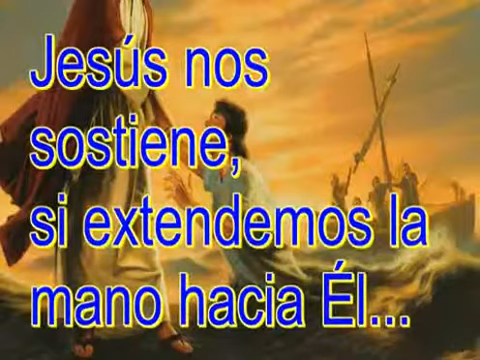 Jesús nos
sostiene,
si extendemos la
mano hacia Él...